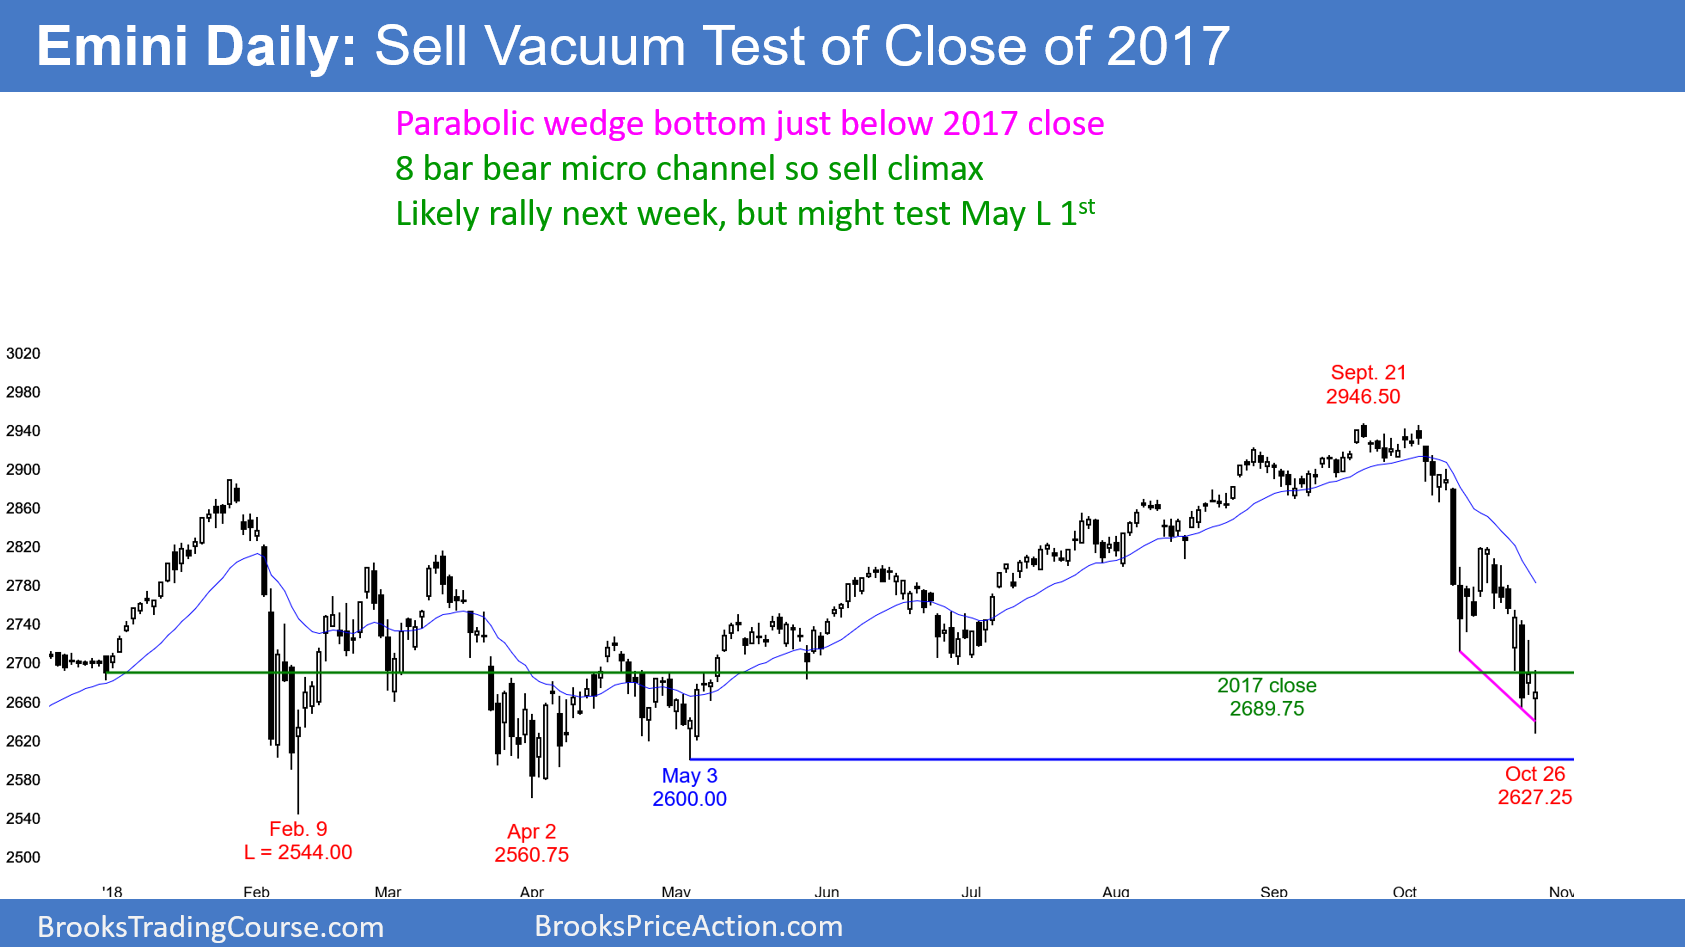 Emini Daily: Sell Vacuum Test of Close of 2017
Parabolic wedge bottom just below 2017 close
8 bar bear micro channel so sell climax
Likely rally next week, but might test May L 1st
3020
2980
2940
2900
2860
2820
2780
2740
2700
2660
2620
2580
2540
2500
Sept. 21
2946.50
2017 close
2689.75
May 3
2600.00
Oct 26
2627.25
Feb. 9
L = 2544.00
Apr 2
2560.75
'18 Feb Mar Apr May Jun Jul Aug Sep Oct Nov
BrooksTradingCourse.com
BrooksPriceAction.com